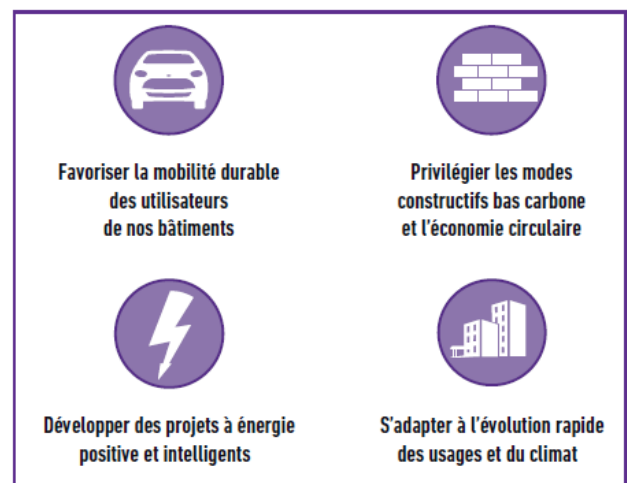 Favoriser la mobilité durable
des utilisateurs
de nos bâtiments
Privilégier les modes
constructifs bas carbone
et l'économie circulaire
Développer des projets à énergie
positive et intelligents
S'adapter à l'évolution rapide
des usages et du climat